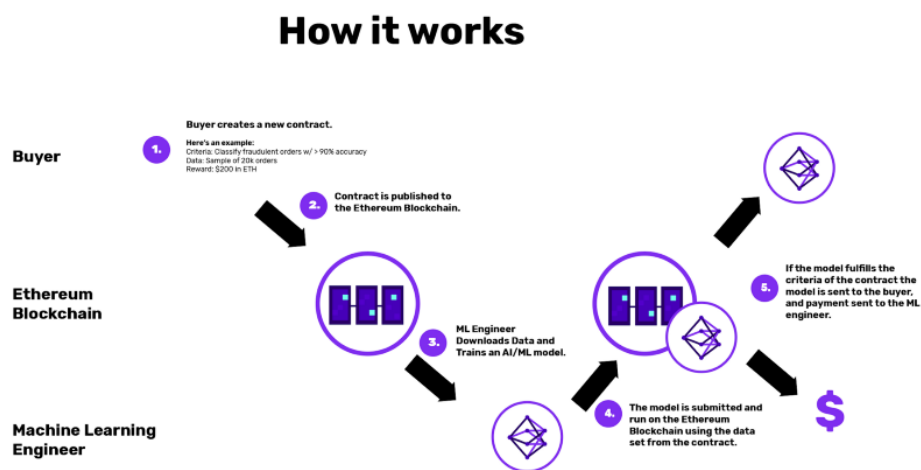 How it works
Buyer
1.
Buyer creates a new contract.
Here's an example:
Criteria: Classify fraudulent orders w/ > 90% accuracy
Data: Sample of 20k orders
Reward: $200 in ETH
2.
Contract is published to
the Ethereum Blockchain.
Ethereum
Blockchain
3.
ML Engineer
Downloads Data and
Trains an AI/ML model.
Machine Learning
Engineer
4.
The model is submitted and
run on the Ethereum
Blockchain using the data
set from the contract.
5.
If the model fulfills the
criteria of the contract the
model is sent to the buyer,
and payment sent to the ML
engineer.
$